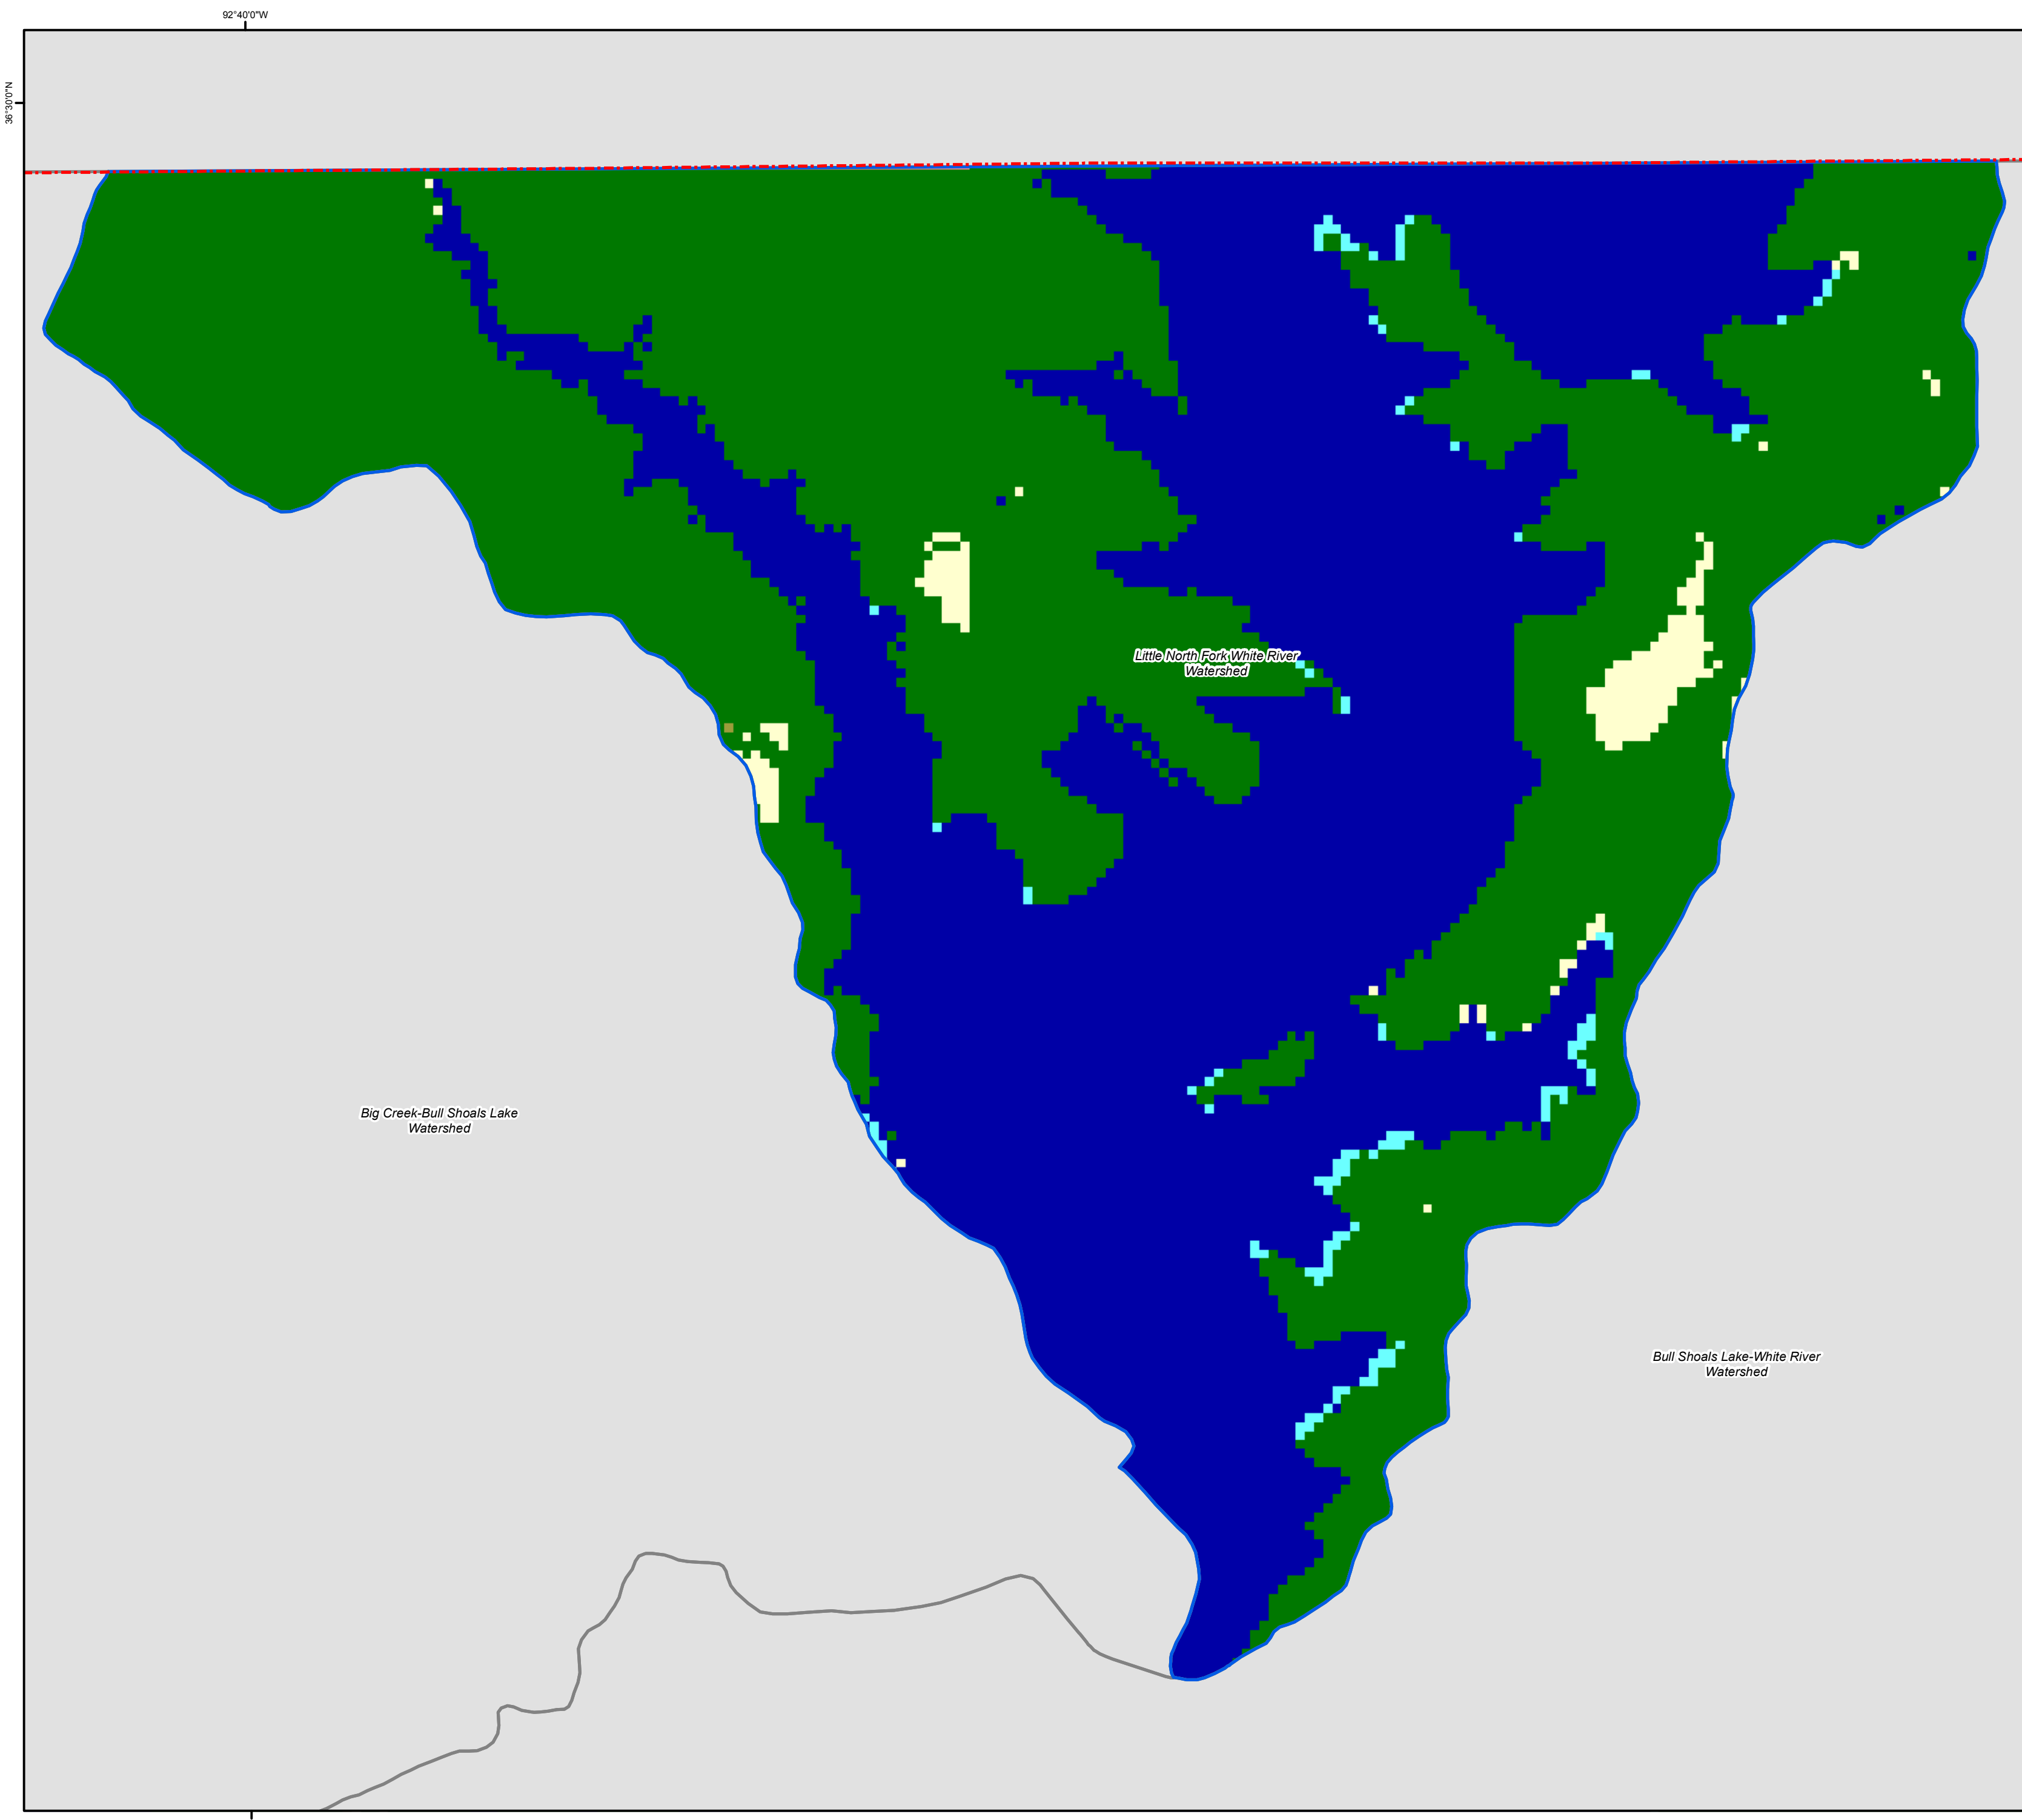 92°40'0"W
36°30'0"N
Little North Fork White River
Watershed
Big Creek-Bull Shoals Lake
Watershed
Bull Shoals Lake-White River
Watershed